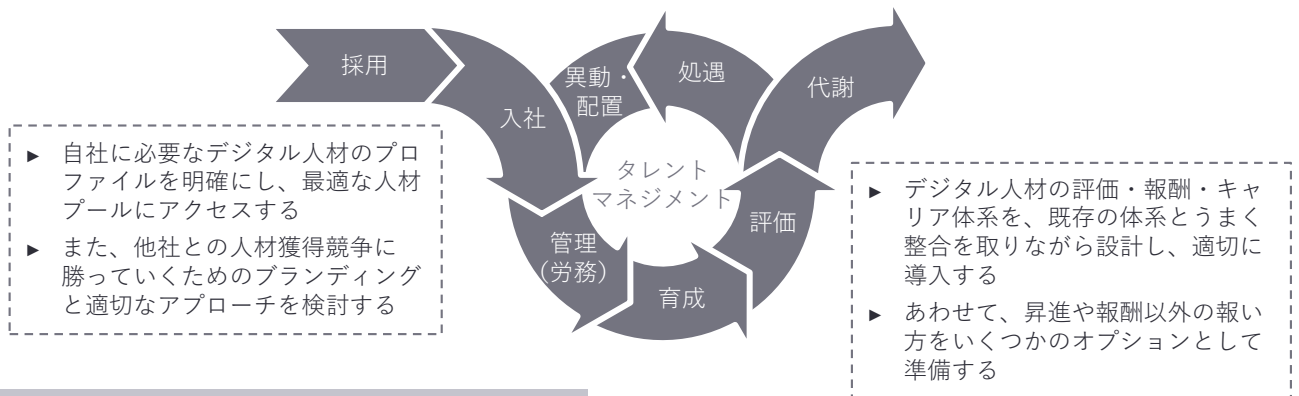 採用
入社
異動・
配置
処遇
代謝
タレント
マネジメント
管理
(労務)
育成
評価
► 自社に必要なデジタル人材のプロ
ファイルを明確にし、最適な人材
プールにアクセスする
► また、他社との人材獲得競争に
勝っていくためのブランディング
と適切なアプローチを検討する
► デジタル人材の評価・報酬・キャ
リア体系を、既存の体系とうまく
整合を取りながら設計し、適切に
導入する
► あわせて、昇進や報酬以外の報い
方をいくつかのオプションとして
準備する